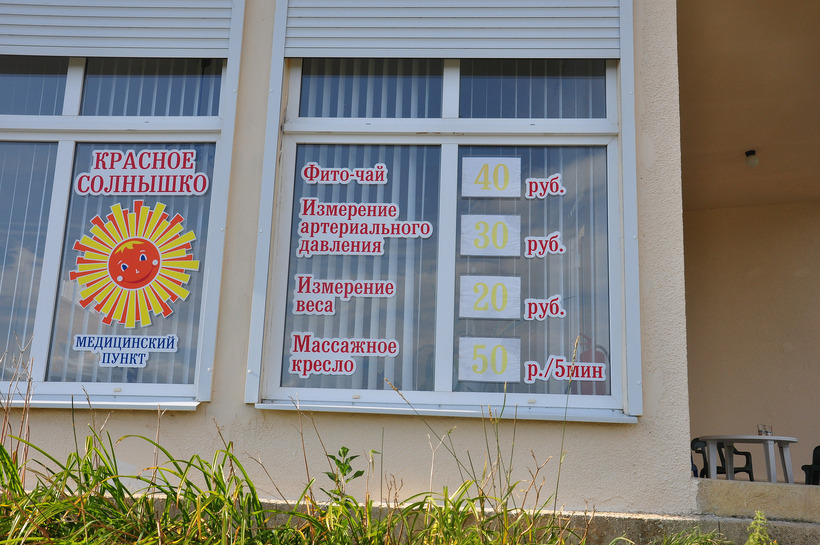 КРАСНОЕ
СОЛНЫШКО
МЕДИЦИНСКИЙ
ПУНКТ
Фито-чай 40 руб.
Измерение
артериального
давления 30 руб.
Измерение
веса 20 руб.
Массажное
кресло 50 р./5мин